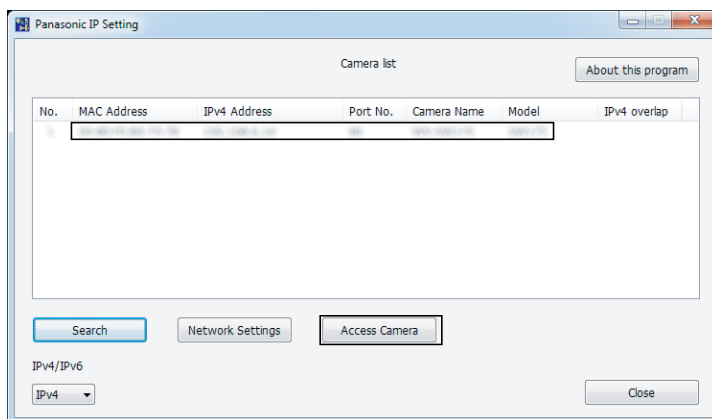 Panasonic IP Setting
Camera list
About this program
No. MAC Address IPv4 Address Port No. Camera Name Model IPv4 overlap
Search Network Settings Access Camera
IPv4/IPv6
IPv4 Close